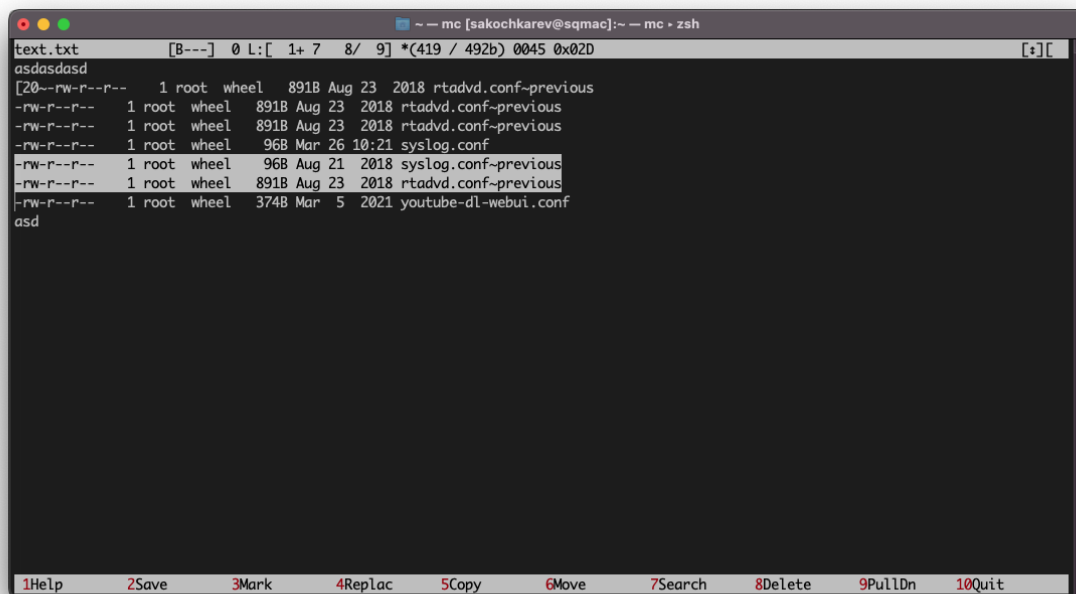 ~ — mc [sakochkarev@sqmac]:~ — mc ▸ zsh
text.txt           [B---]  0 L:[  1+ 7   8/  9] *(419 / 492b) 0045 0x02D                                                     [↕][
asdasdasd
[20~-rw-r--r--    1 root  wheel   891B Aug 23  2018 rtadvd.conf~previous
-rw-r--r--    1 root  wheel   891B Aug 23  2018 rtadvd.conf~previous
-rw-r--r--    1 root  wheel   891B Aug 23  2018 rtadvd.conf~previous
-rw-r--r--    1 root  wheel    96B Mar 26 10:21 syslog.conf
-rw-r--r--    1 root  wheel    96B Aug 21  2018 syslog.conf~previous
-rw-r--r--    1 root  wheel   891B Aug 23  2018 rtadvd.conf~previous
-rw-r--r--    1 root  wheel   374B Mar  5  2021 youtube-dl-webui.conf
asd
1Help 2Save 3Mark 4Replac 5Copy 6Move 7Search 8Delete 9PullDn 10Quit